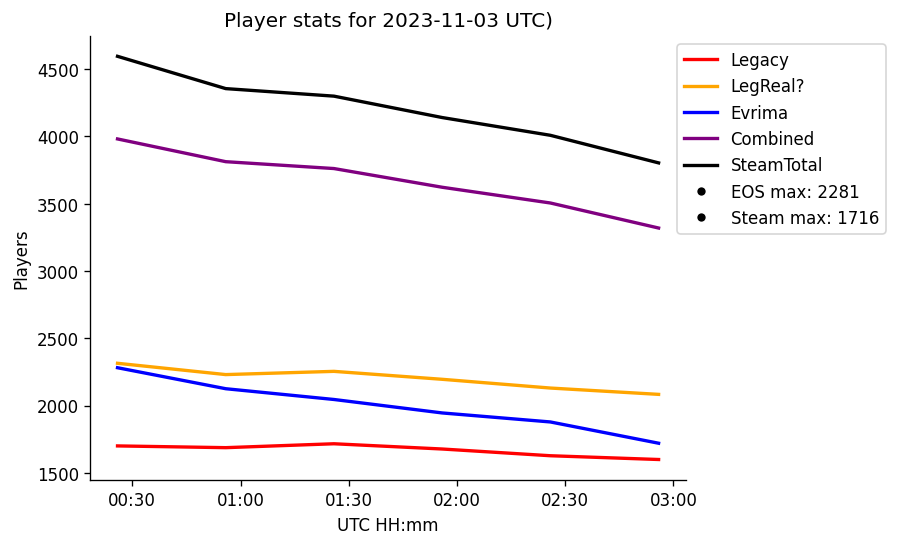 Player stats for 2023-11-03 UTC)
4500
4000
3500
3000
2500
2000
1500
Players
00:30 01:00 01:30 02:00 02:30 03:00
UTC HH:mm
Legacy
LegReal?
Evrima
Combined
SteamTotal
EOS max: 2281
Steam max: 1716